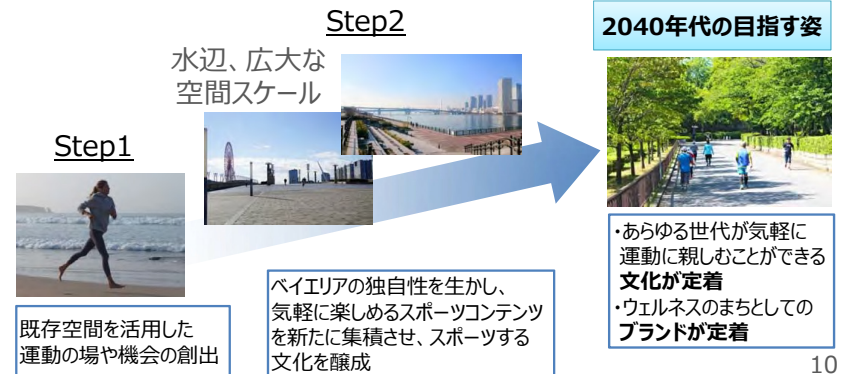 Step1
既存空間を活用した
運動の場や機会の創出
Step2
水辺、広大な
空間スケール
ベイエリアの独自性を生かし、
気軽に楽しめるスポーツコンテンツ
を新たに集積させ、スポーツする
文化を醸成
2040年代の目指す姿
・あらゆる世代が気軽に
運動に親しむことができる
文化が定着
・ウェルネスのまちとしての
ブランドが定着
10